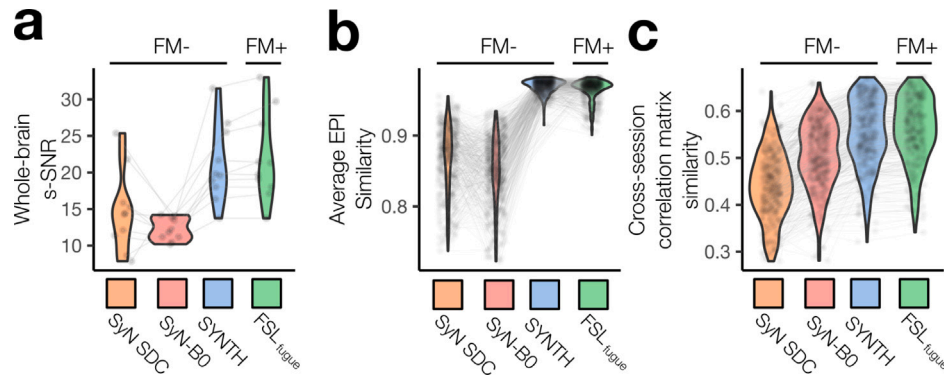 a
FM-
FM+
Whole-brain
s-SNR
30
25
20
15
10
SyN SDC
SyN-B0
SYNTH
FSL fugue
b
FM-
FM+
Average EPI
Similarity
0.9
0.8
SyN SDC
SyN-B0
SYNTH
FSL fugue
c
FM-
FM+
Cross-session
correlation matrix
similarity
0.6
0.5
0.4
0.3
SyN SDC
SyN-B0
SYNTH
FSL fugue